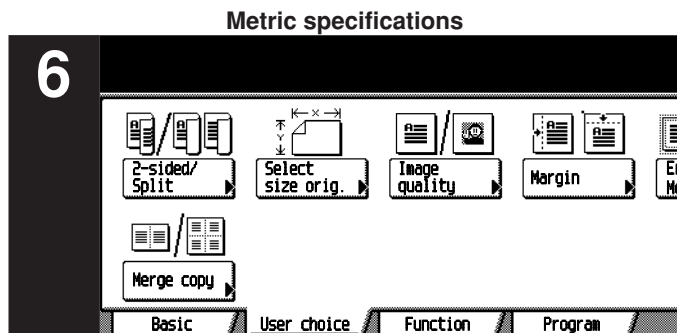 Metric specifications
6
X
Y
2-sided/
Split
Select
size orig.
Image
quality
Margin
Merge copy
Basic
User choice
Function
Program